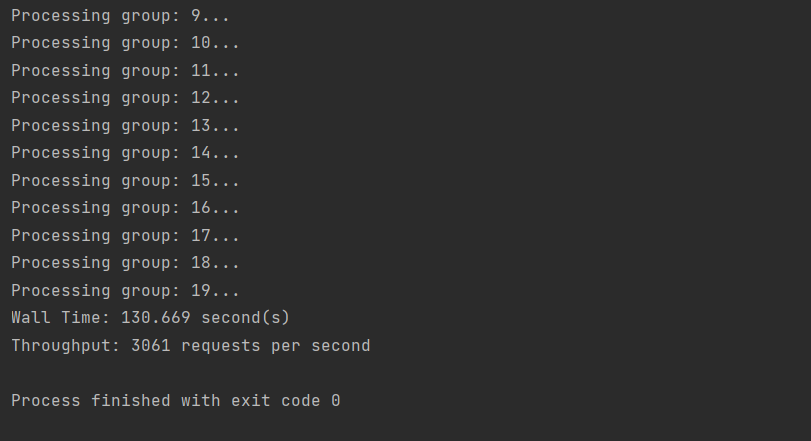 Processing group: 9...
Processing group: 10...
Processing group: 11...
Processing group: 12...
Processing group: 13...
Processing group: 14...
Processing group: 15...
Processing group: 16...
Processing group: 17...
Processing group: 18...
Processing group: 19...
Wall Time: 130.669 second(s)
Throughput: 3061 requests per second
Process finished with exit code 0